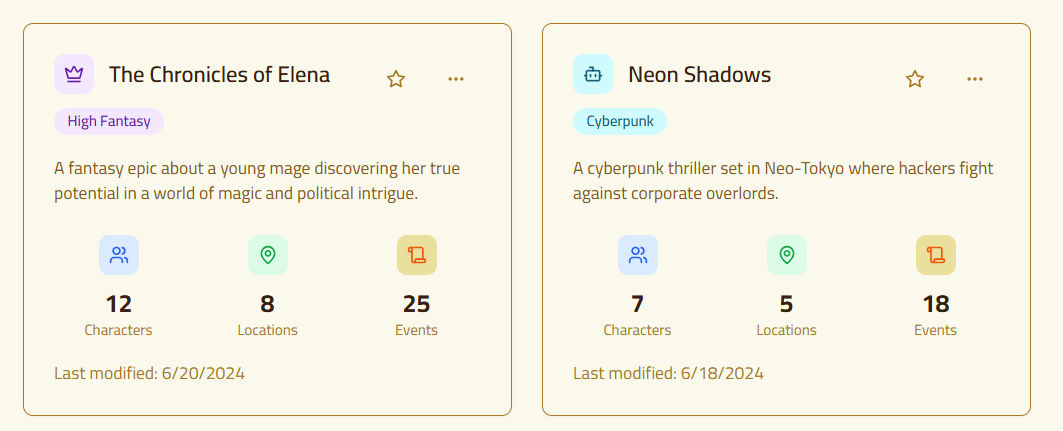 The Chronicles of Elena
High Fantasy
A fantasy epic about a young mage discovering her true
potential in a world of magic and political intrigue.
12
Characters
8
Locations
25
Events
Last modified: 6/20/2024
Neon Shadows
Cyberpunk
A cyberpunk thriller set in Neo-Tokyo where hackers fight
against corporate overlords.
7
Characters
5
Locations
18
Events
Last modified: 6/18/2024